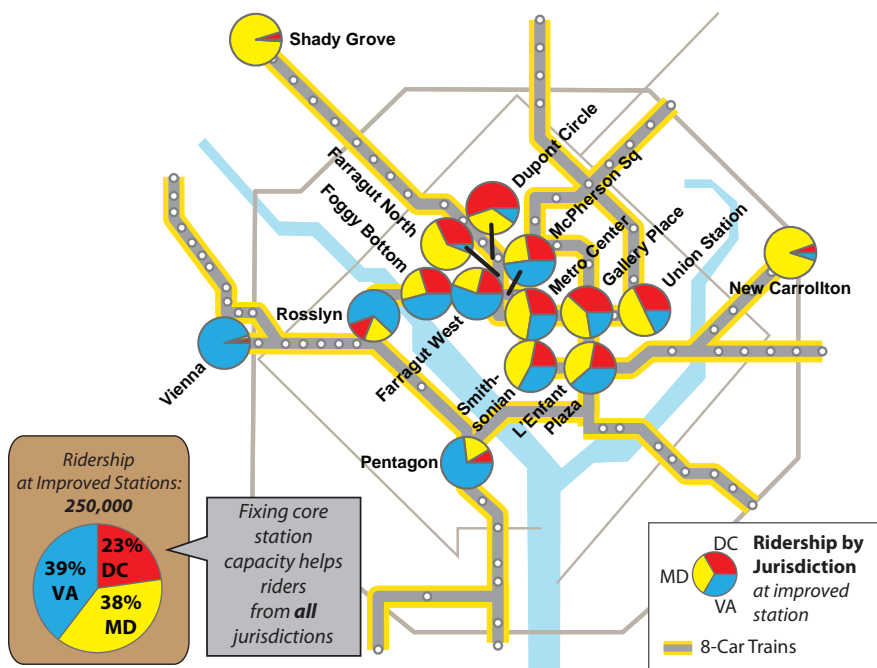 Shady Grove
Dupont Circle
McPherson Sq
Farragut North
Foggy Bottom
Metro Center
Gallery Place
Union Station
New Carrollton
Rosslyn
Farragut West
Vienna
Smith-
sonian
L'Enfant
Plaza
Pentagon
Ridership
at Improved Stations:
250,000
23%
DC
39%
VA
38%
MD
Fixing core
station
capacity helps
riders
from all
jurisdictions
DC
MD
VA
Ridership by
Jurisdiction
at improved
station
8-Car Trains